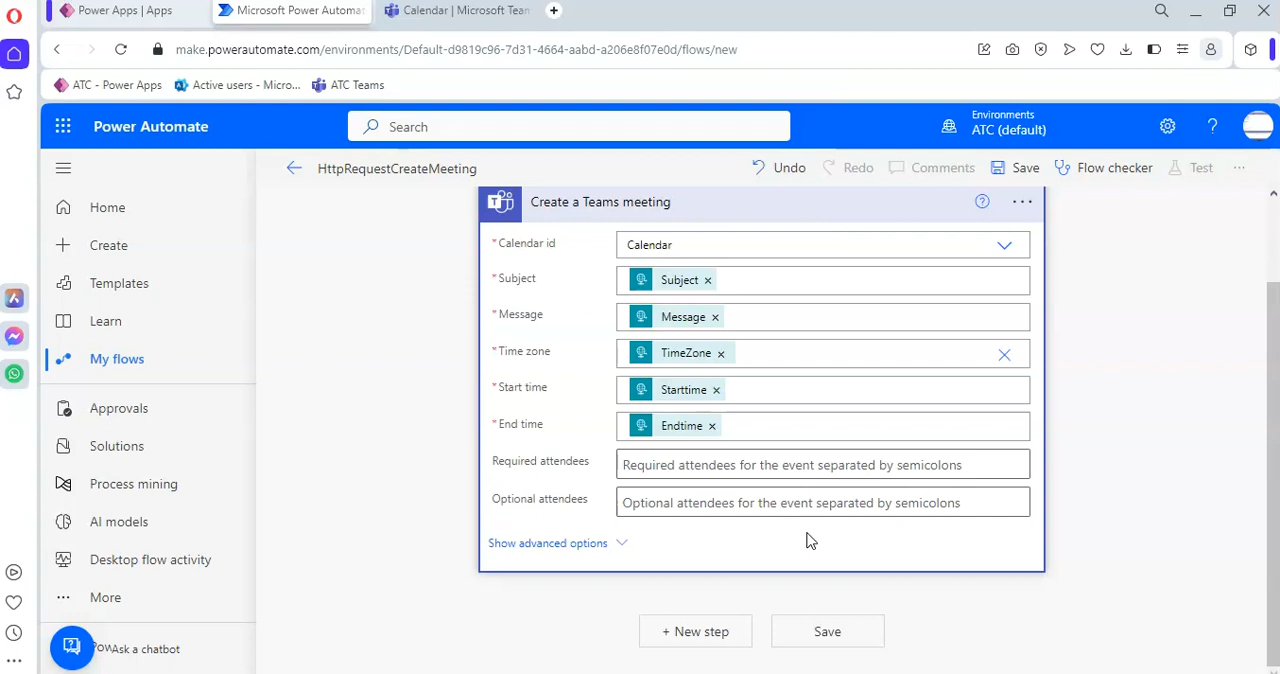 Power Apps | Apps
Microsoft Power Automat
Calendar | Microsoft Team
make.powerautomate.com/environments/Default-d9819c96-7d31-4664-aabd-a206e8f07e0d/flows/new
ATC - Power Apps
Active users - Micro...
ATC Teams
Power Automate
Search
Environments
ATC (default)
HttpRequestCreateMeeting
Undo
Redo
Comments
Save
Flow checker
Test
Home
Create
Templates
Learn
My flows
Approvals
Solutions
Process mining
AI models
Desktop flow activity
More
Ask a chatbot
Create a Teams meeting
* Calendar id
Calendar
* Subject
Subject
* Message
Message
* Time zone
TimeZone
* Start time
Starttime
* End time
Endtime
Required attendees
Required attendees for the event separated by semicolons
Optional attendees
Optional attendees for the event separated by semicolons
Show advanced options
+ New step
Save